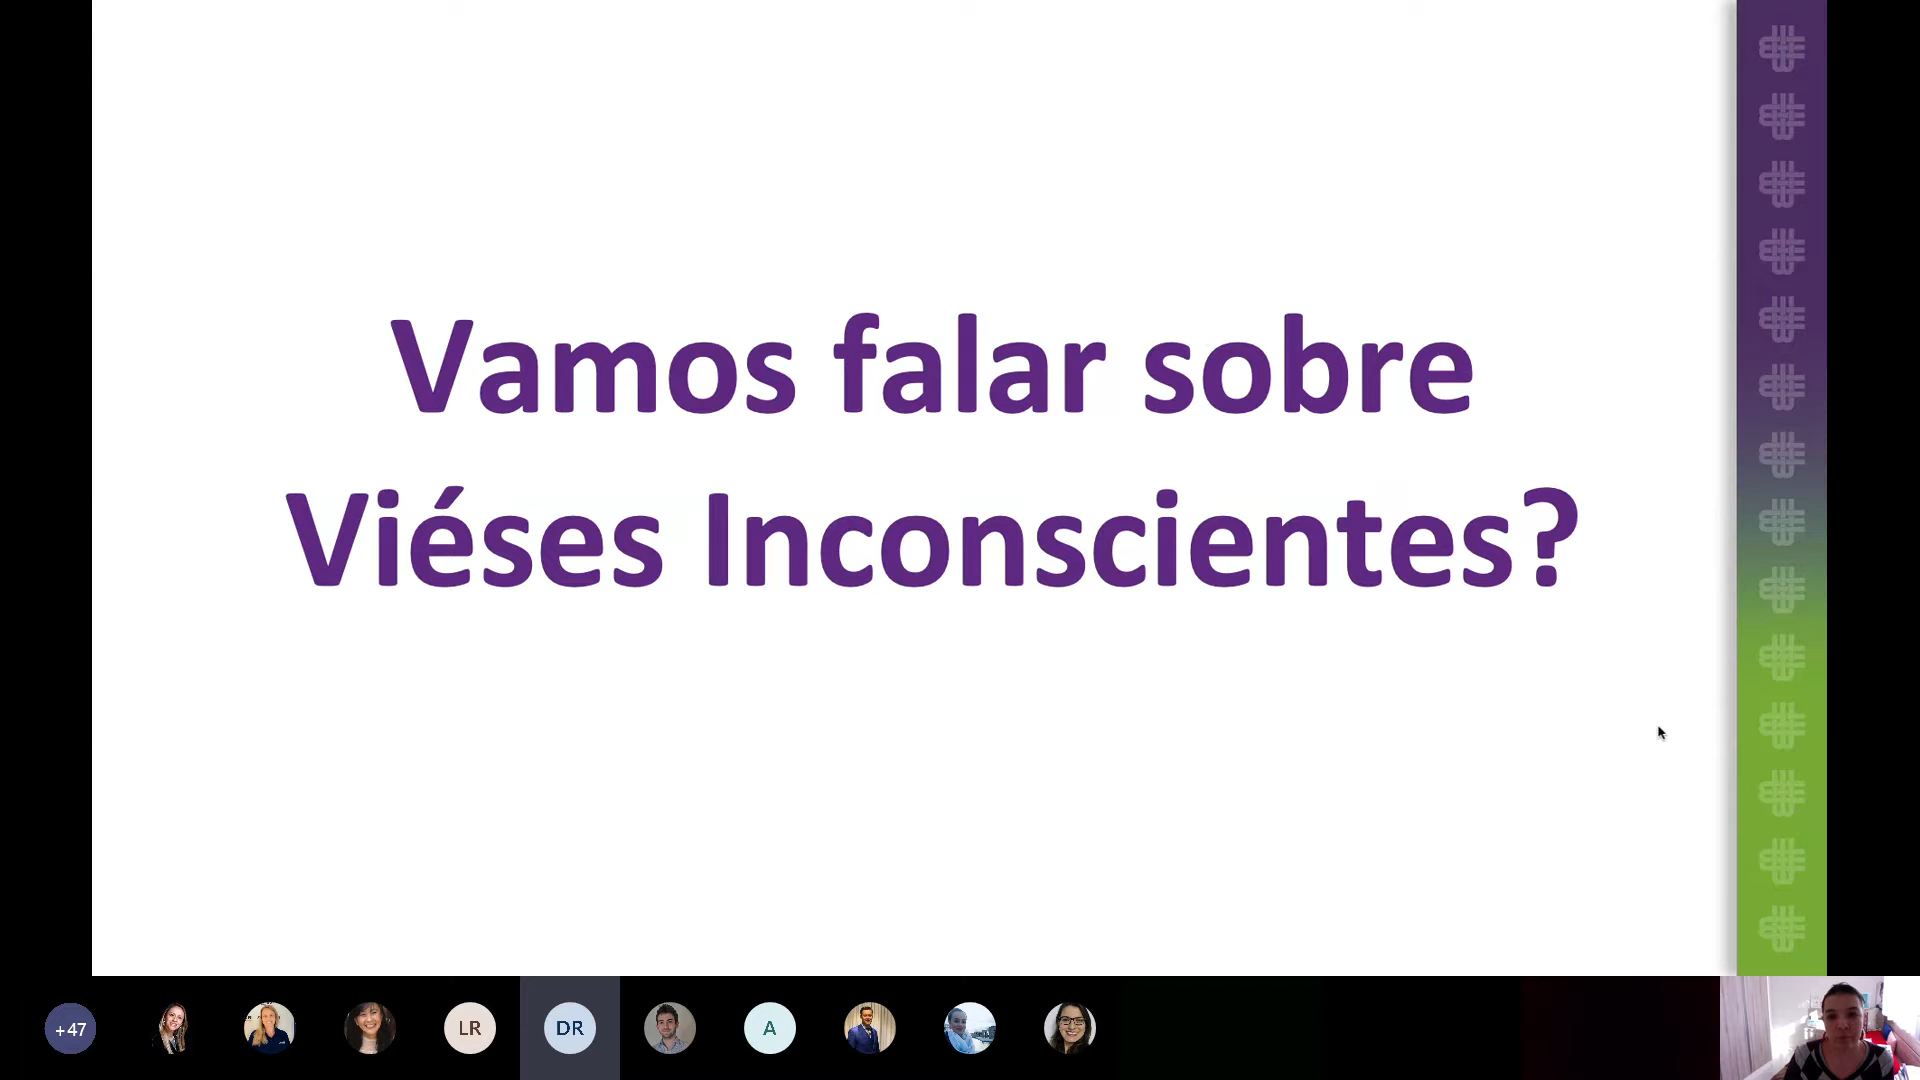 Vamos falar sobre
Viéses Inconscientes?
+47
LR
DR
A